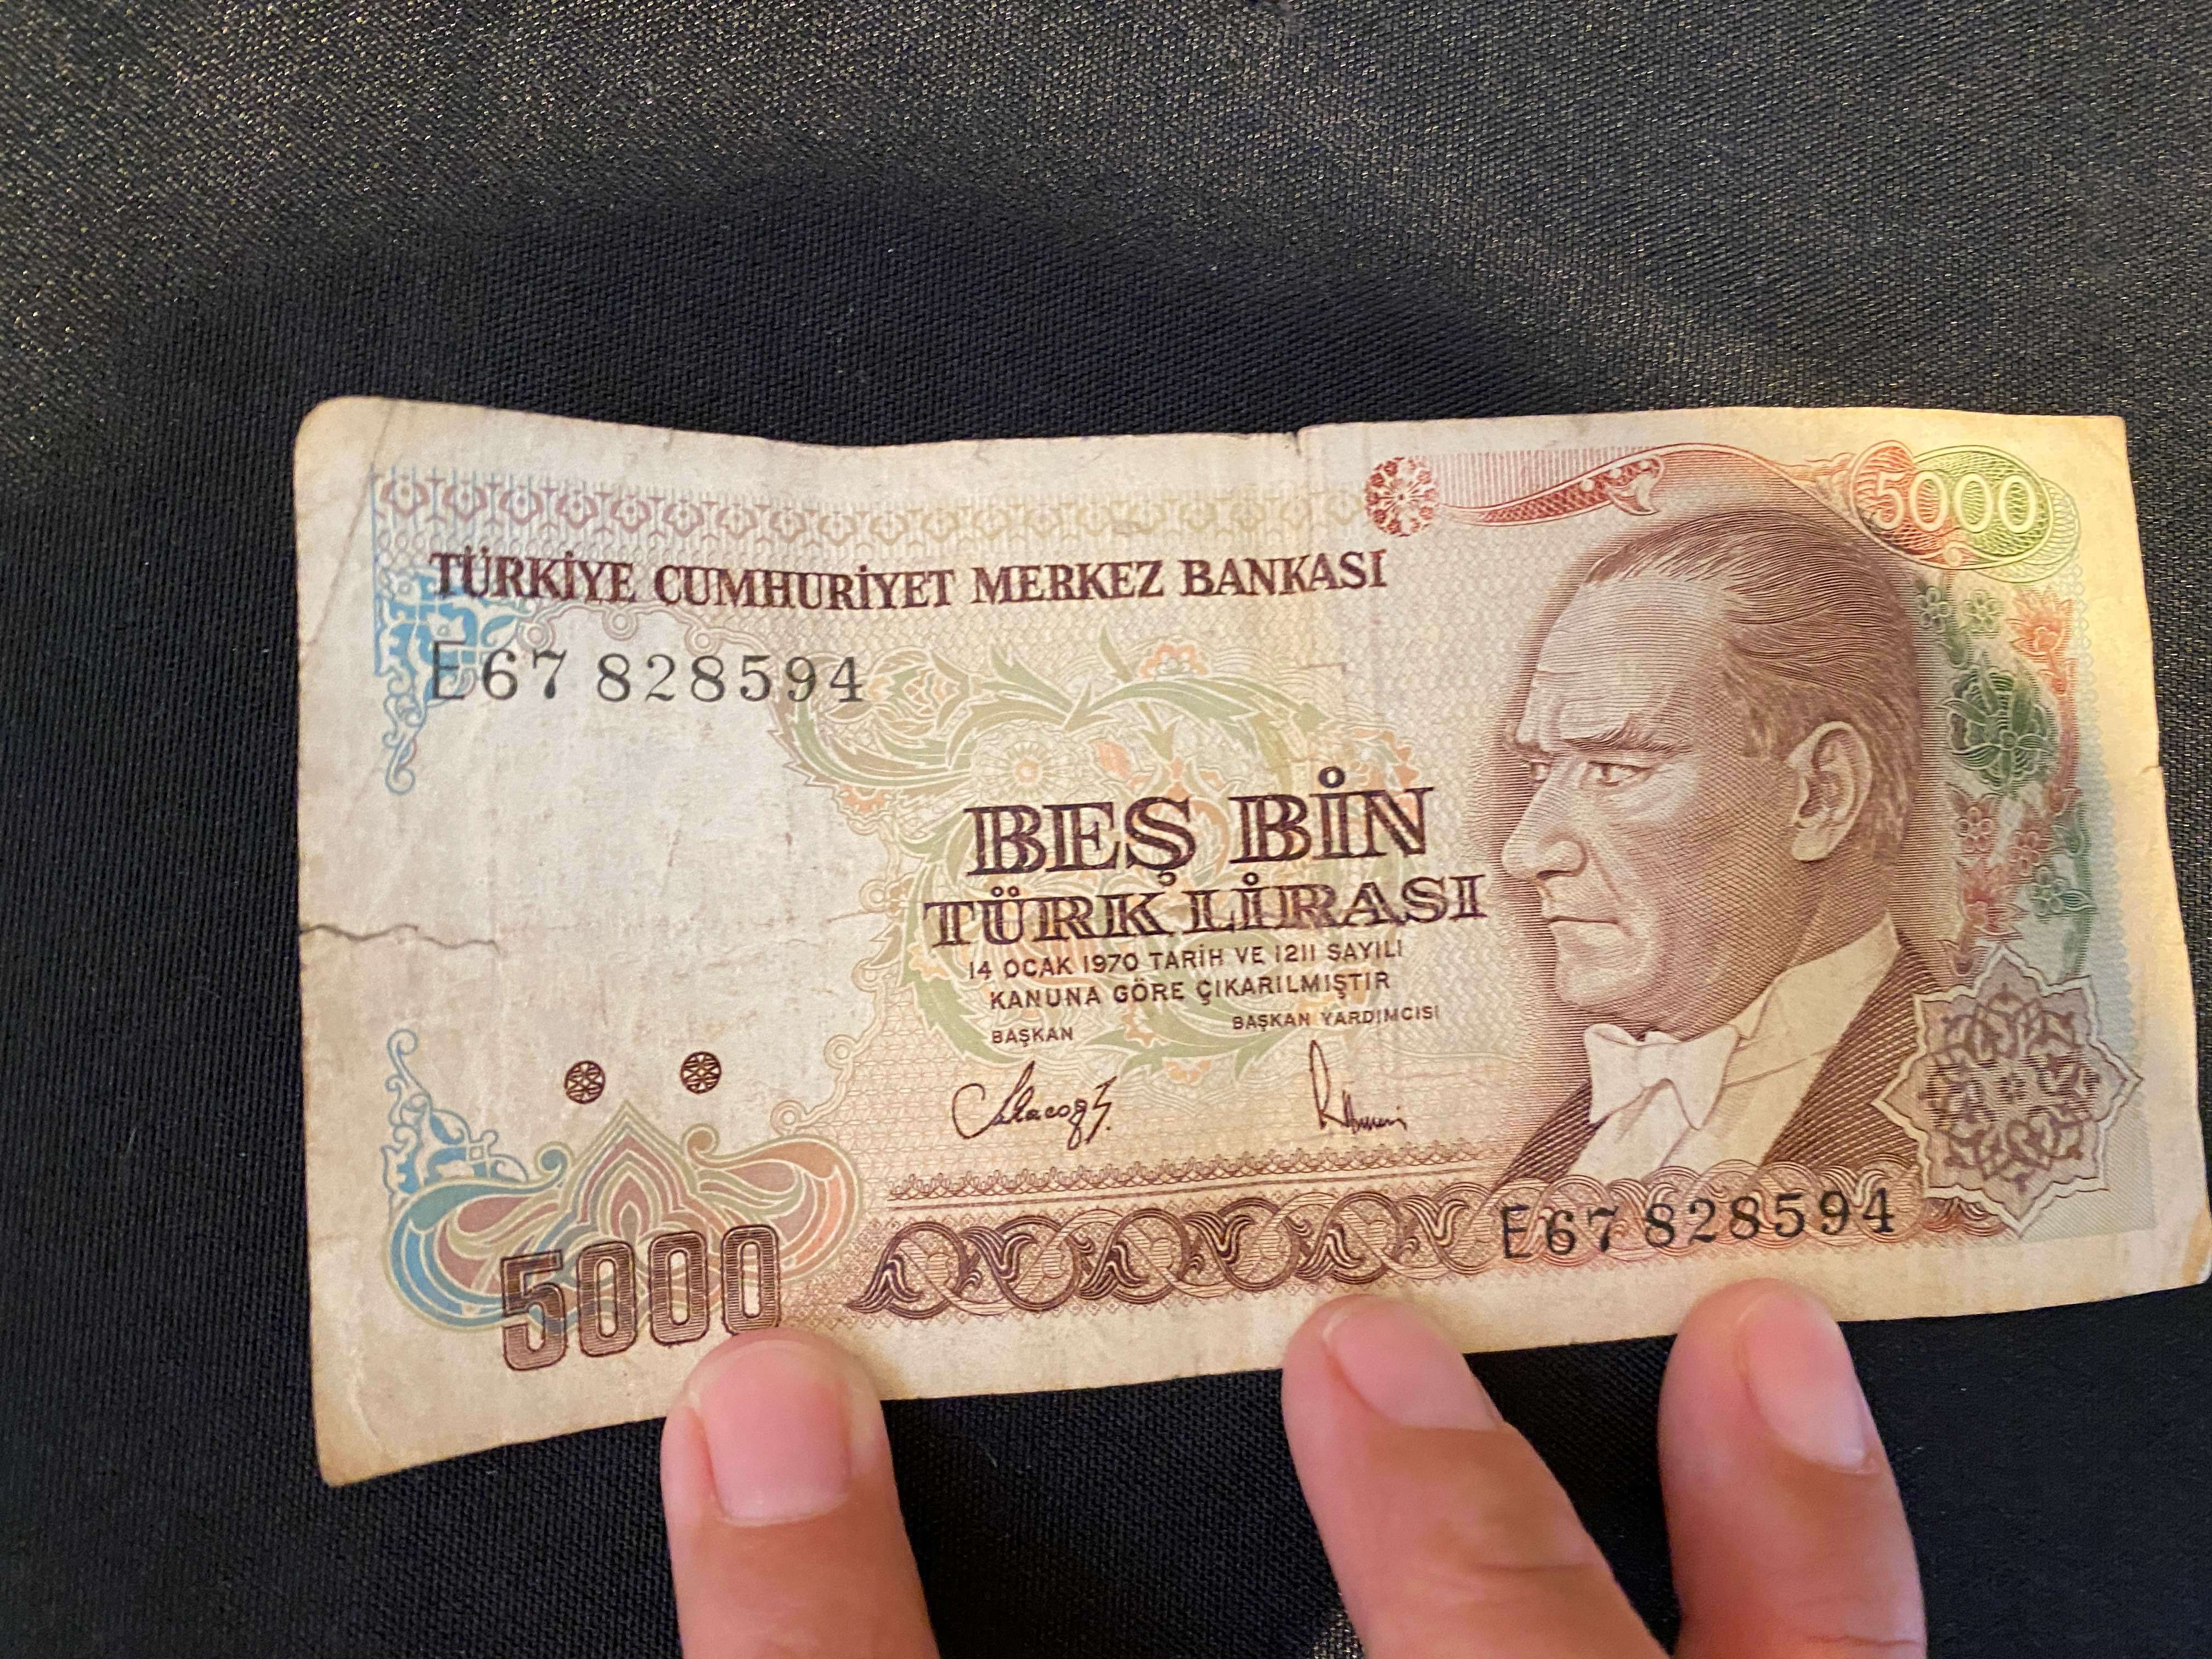 5000
TÜRKİYE CUMHURİYET MERKEZ BANKASI
E67 828594
BEŞ BİN
TÜRK LİRASI
14 OCAK 1970 TARİH VE 1211 SAYILI
KANUNA GÖRE ÇIKARILMIŞTIR
BAŞKAN BAŞKAN YARDIMCISI
E67 828594
5000